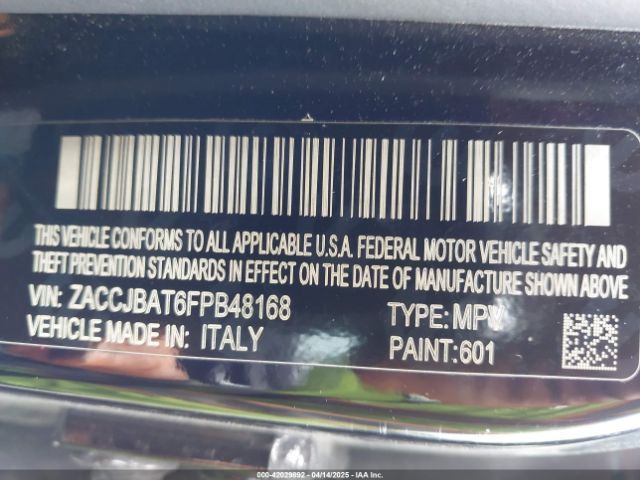 THIS VEHICLE CONFORMS TO ALL APPLICABLE U.S.A. FEDERAL MOTOR VEHICLE SAFETY AND
THEFT PREVENTION STANDARDS IN EFFECT ON THE DATE OF MANUFACTURE SHOWN ABOVE
VIN: ZACCJBAT6FPB48168 TYPE: MPV
VEHICLE MADE IN: ITALY PAINT:601
000-42029892 - 04/14/2025 - IAA Inc.